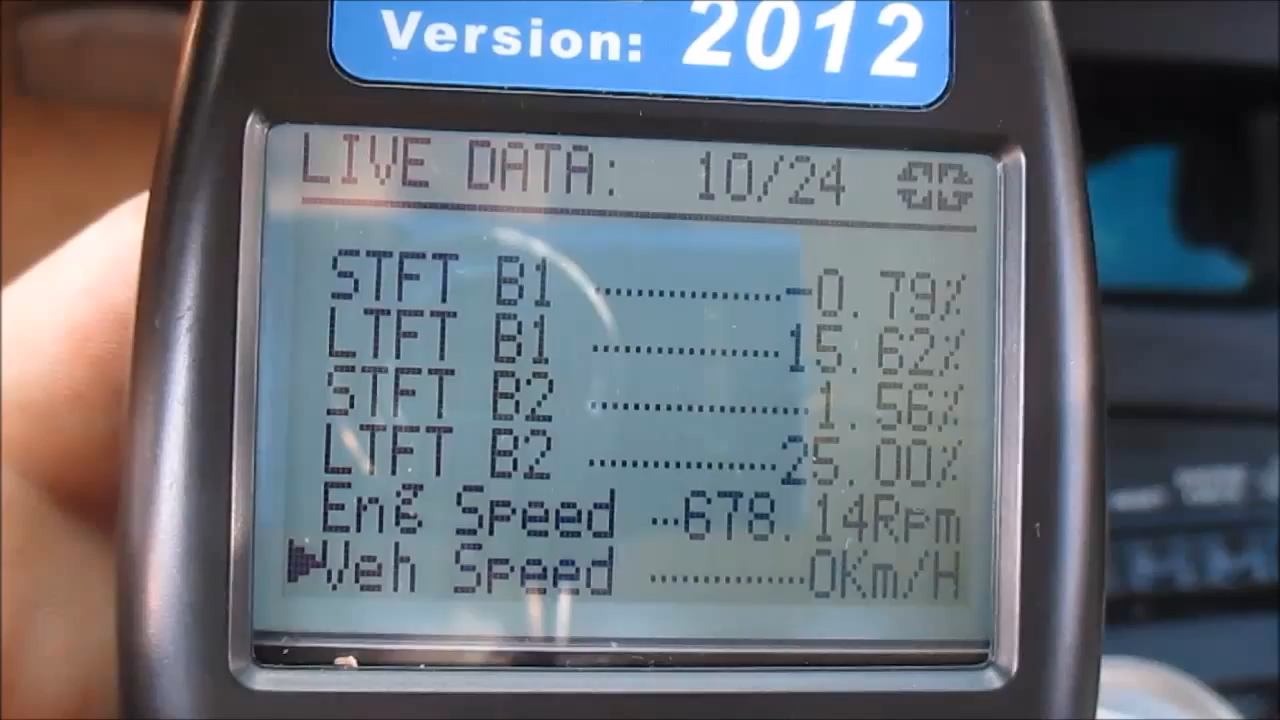 Version: 2012
LIVE DATA: 10/24
STFT B1 ............-0.79%
LTFT B1 ............15.62%
STFT B2 ..............1.56%
LTFT B2 ............25.00%
Eng Speed ...678.14Rpm
Veh Speed ...........0Km/H